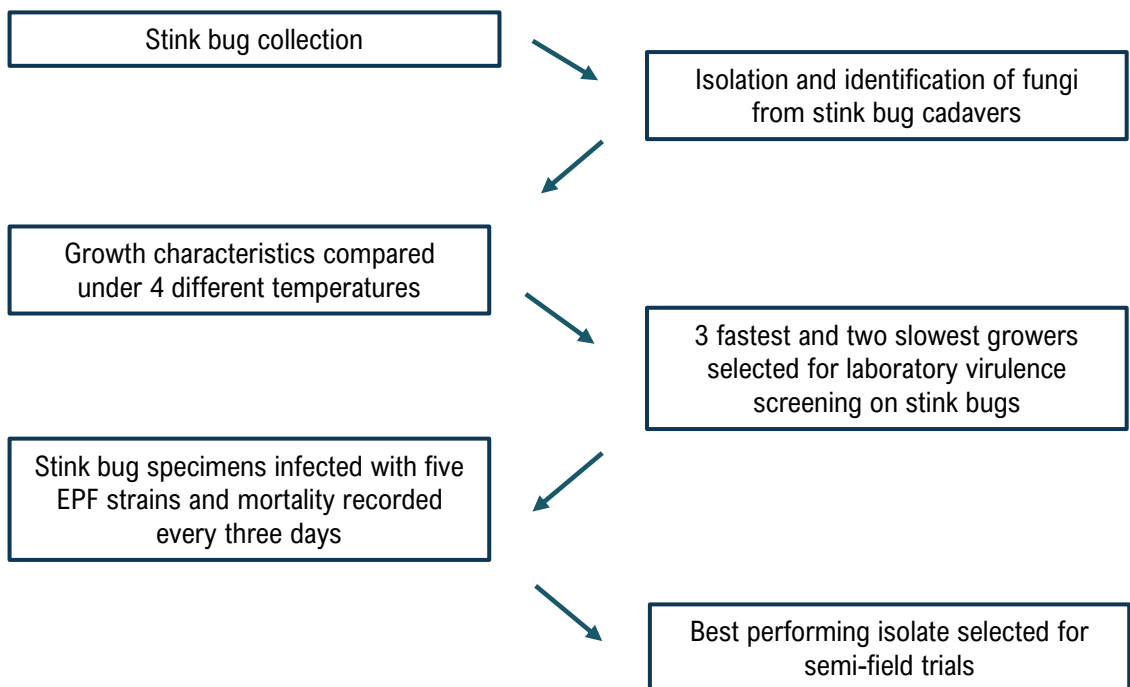 Stink bug collection
Isolation and identification of fungi
from stink bug cadavers
Growth characteristics compared
under 4 different temperatures
3 fastest and two slowest growers
selected for laboratory virulence
screening on stink bugs
Stink bug specimens infected with five
EPF strains and mortality recorded
every three days
Best performing isolate selected for
semi-field trials